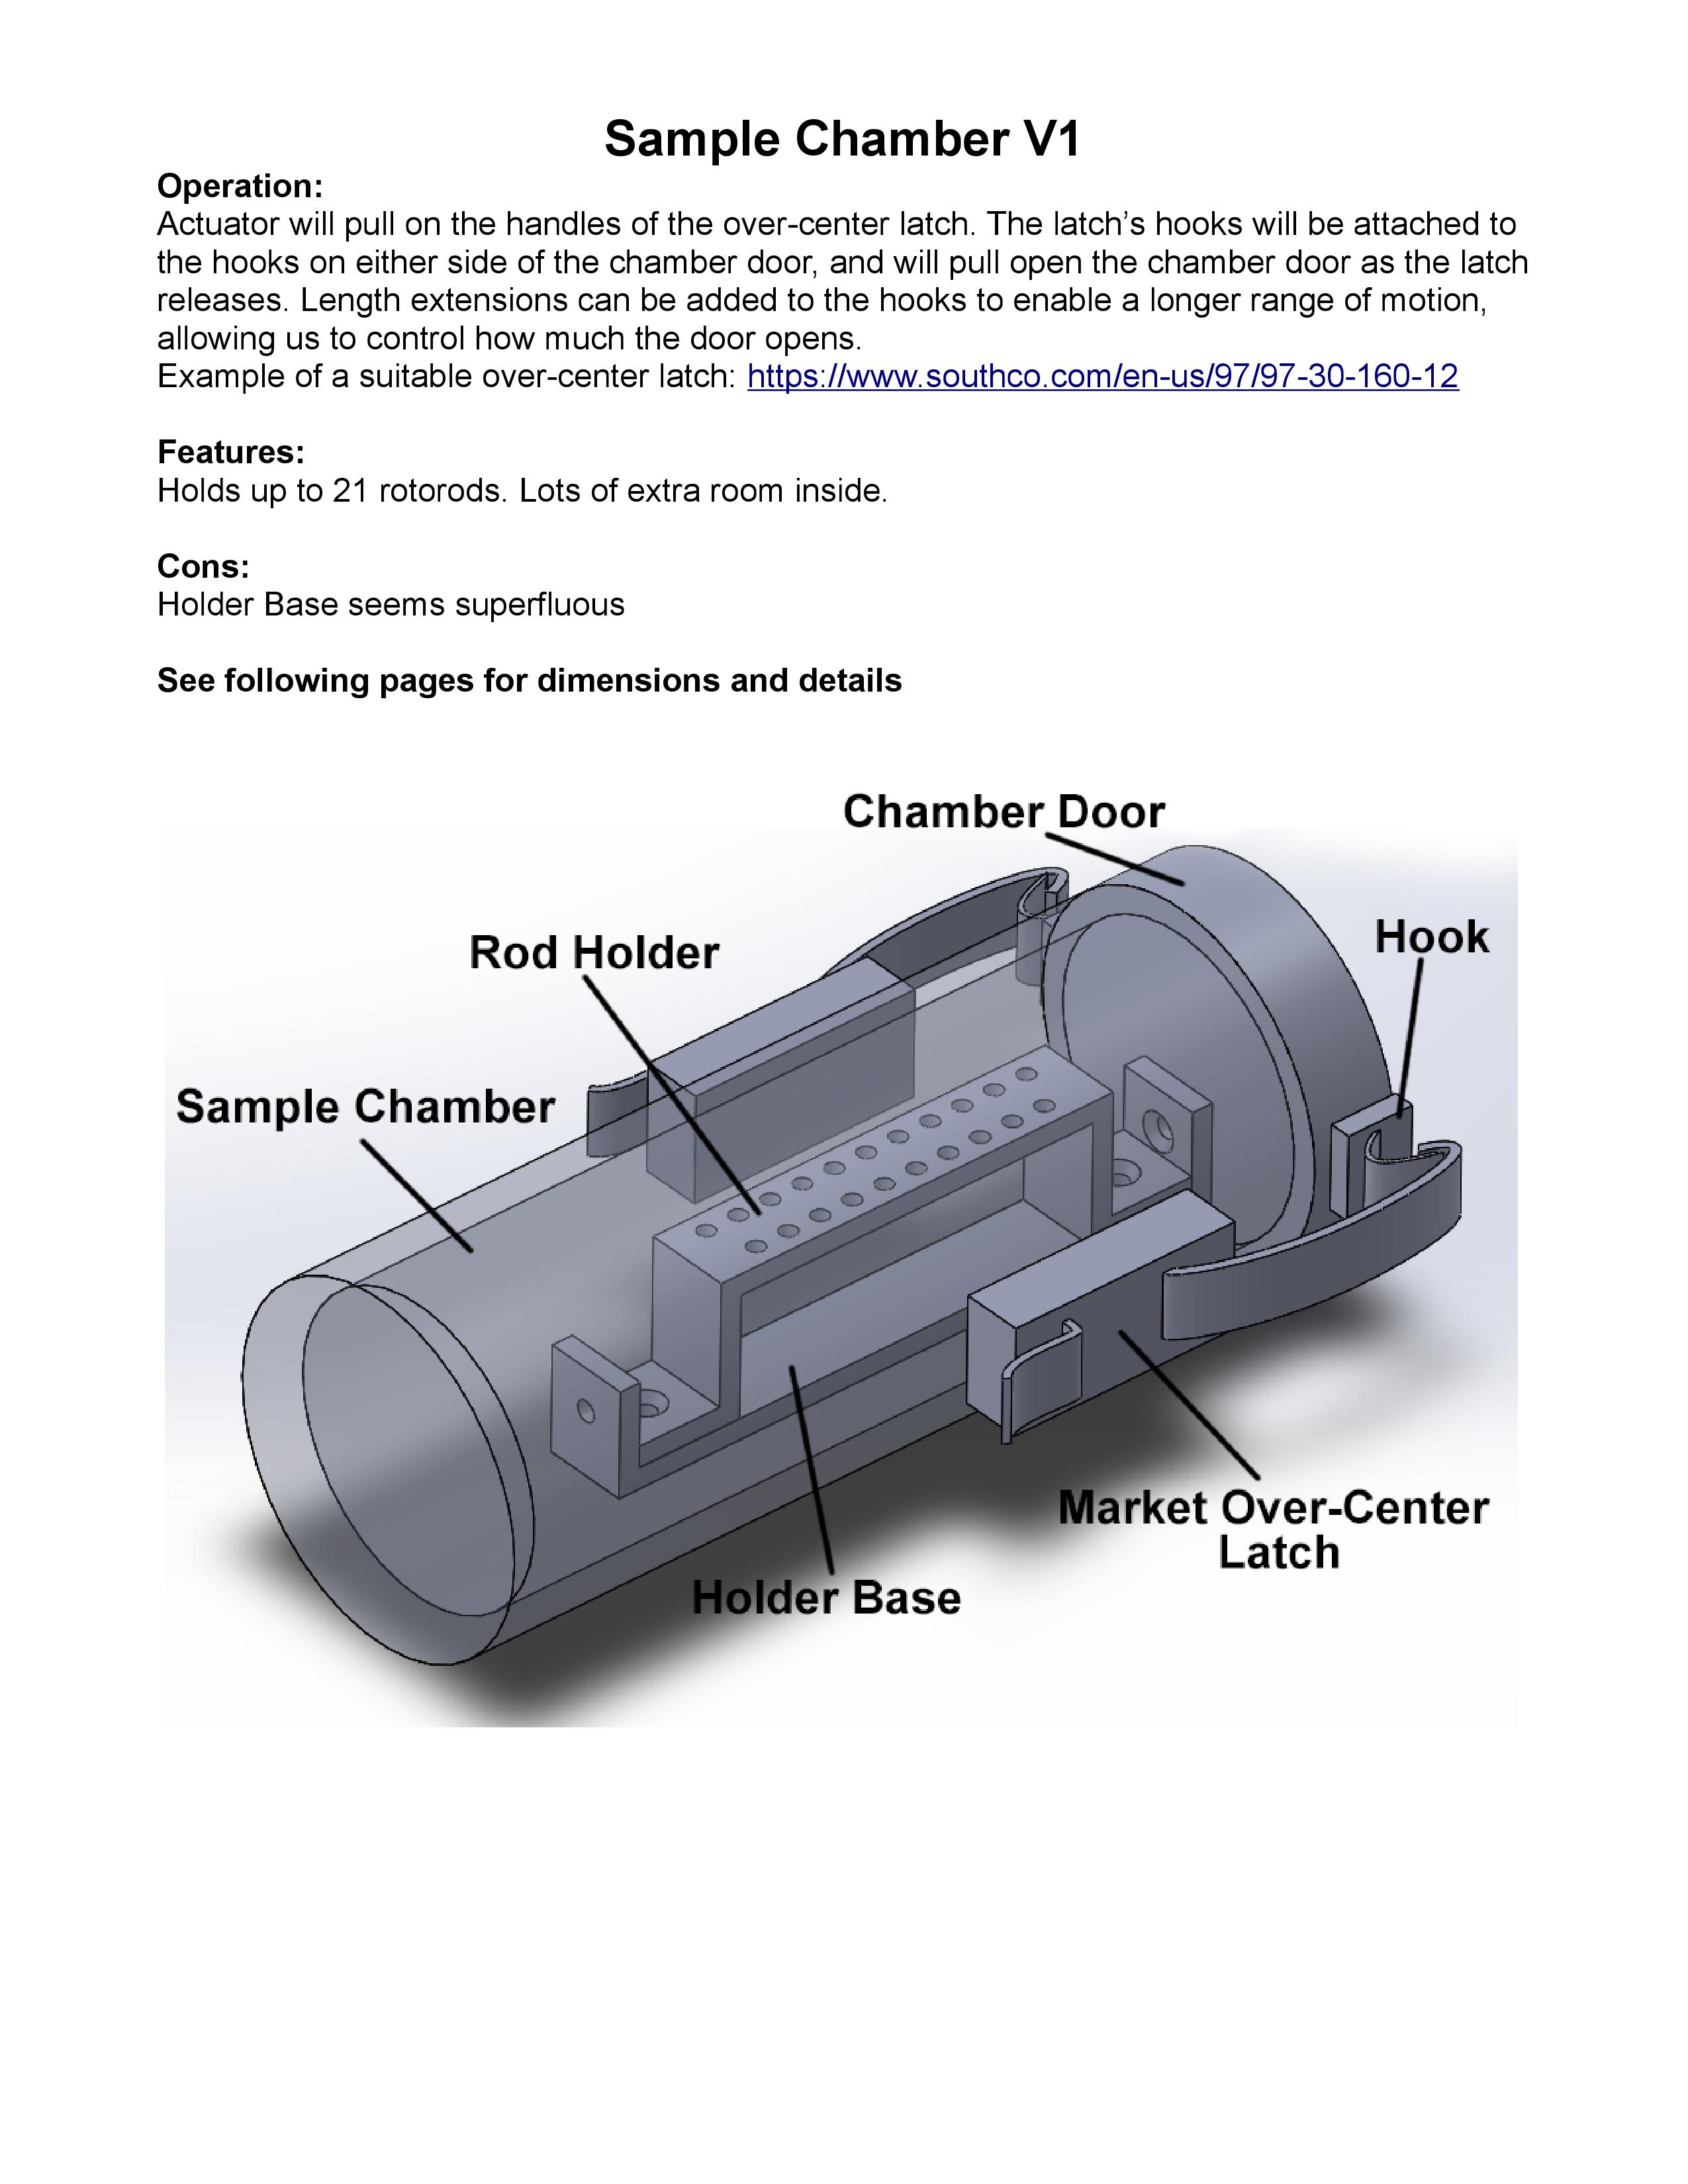 Sample Chamber V1
Operation:
Actuator will pull on the handles of the over-center latch. The latch’s hooks will be attached to
the hooks on either side of the chamber door, and will pull open the chamber door as the latch
releases. Length extensions can be added to the hooks to enable a longer range of motion,
allowing us to control how much the door opens.
Example of a suitable over-center latch: https://www.southco.com/en-us/97/97-30-160-12
Features:
Holds up to 21 rotorods. Lots of extra room inside.
Cons:
Holder Base seems superfluous
See following pages for dimensions and details
Chamber Door
Hook
Rod Holder
Sample Chamber
Market Over-Center
Latch
Holder Base